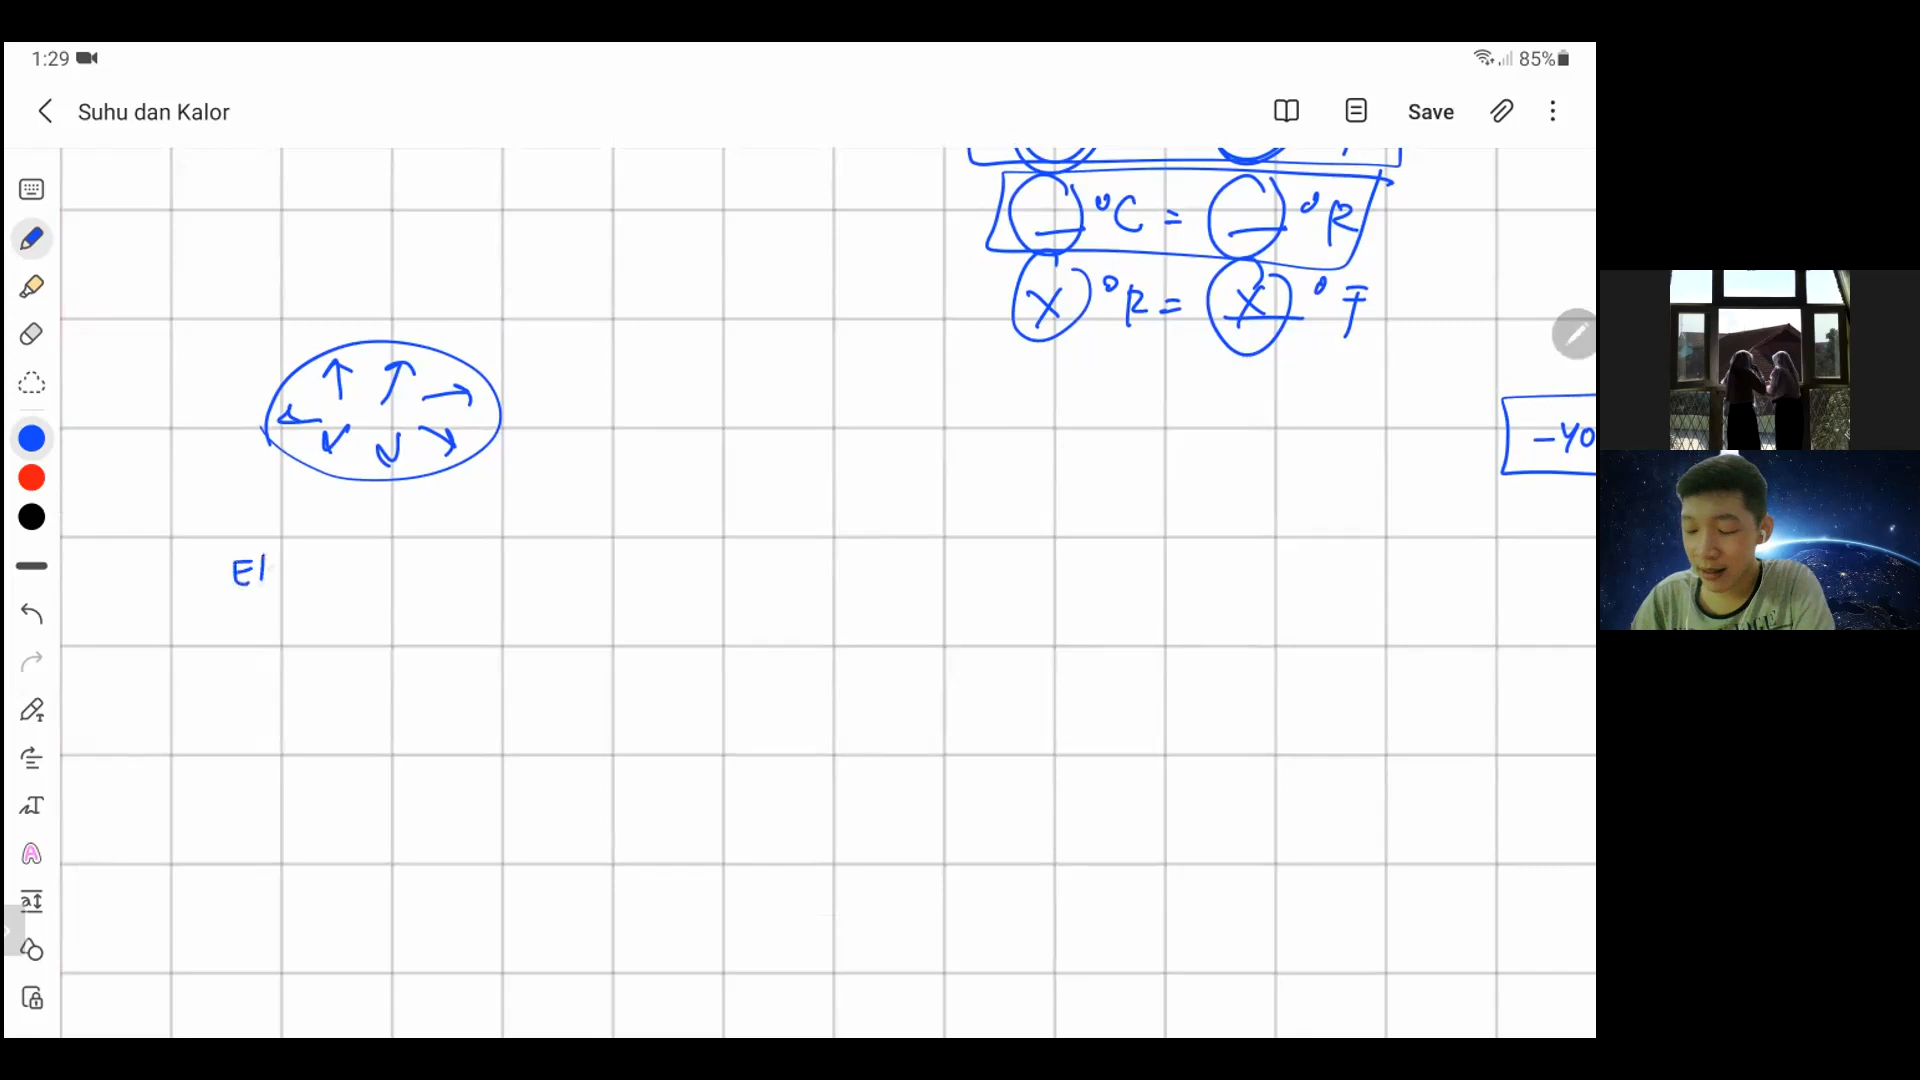 1:29
85%
Suhu dan Kalor
Save
°C = °R
X °R = X °F
-40
El